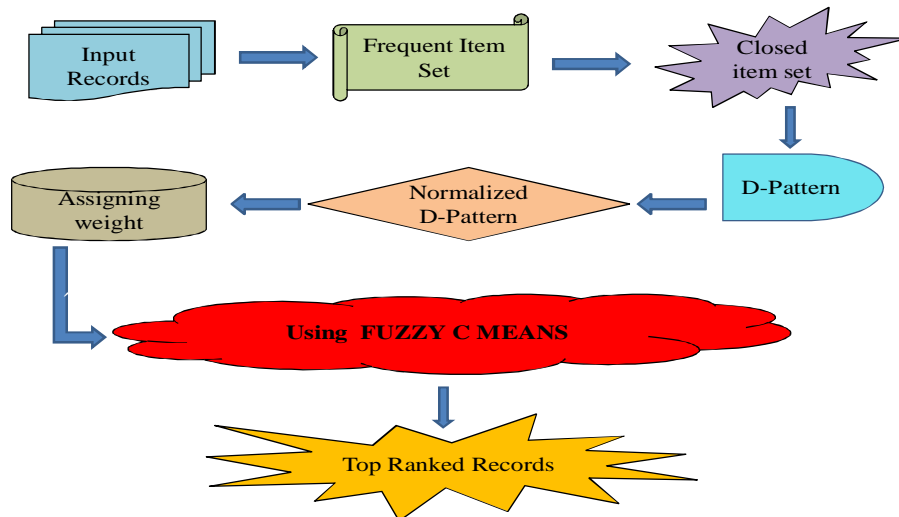 Input
Records
Frequent Item
Set
Closed
item set
D-Pattern
Normalized
D-Pattern
Assigning
weight
Using FUZZY C MEANS
Top Ranked Records